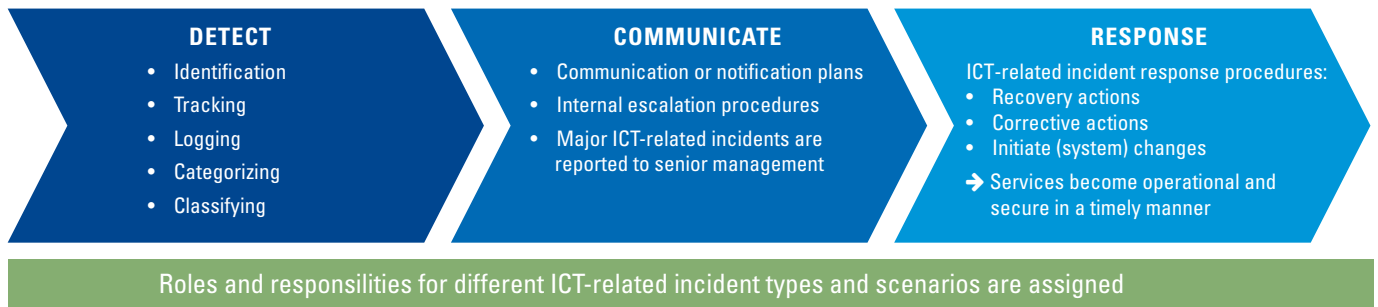 DETECT
• Identification
• Tracking
• Logging
• Categorizing
• Classifying
COMMUNICATE
• Communication or notification plans
• Internal escalation procedures
• Major ICT-related incidents are
reported to senior management
RESPONSE
ICT-related incident response procedures:
• Recovery actions
• Corrective actions
• Initiate (system) changes
→ Services become operational and
secure in a timely manner
Roles and responsilities for different ICT-related incident types and scenarios are assigned